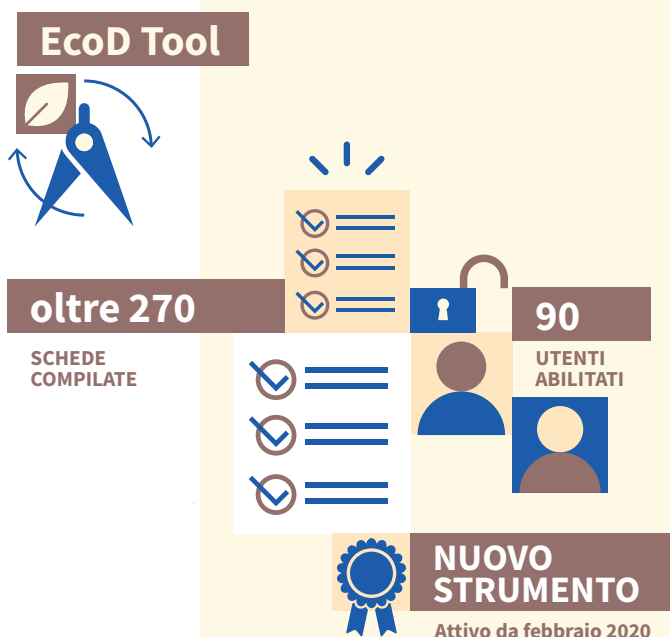 EcoD Tool
oltre 270
SCHEDE
COMPILATE
90
UTENTI
ABILITATI
NUOVO
STRUMENTO
Attivo da febbraio 2020